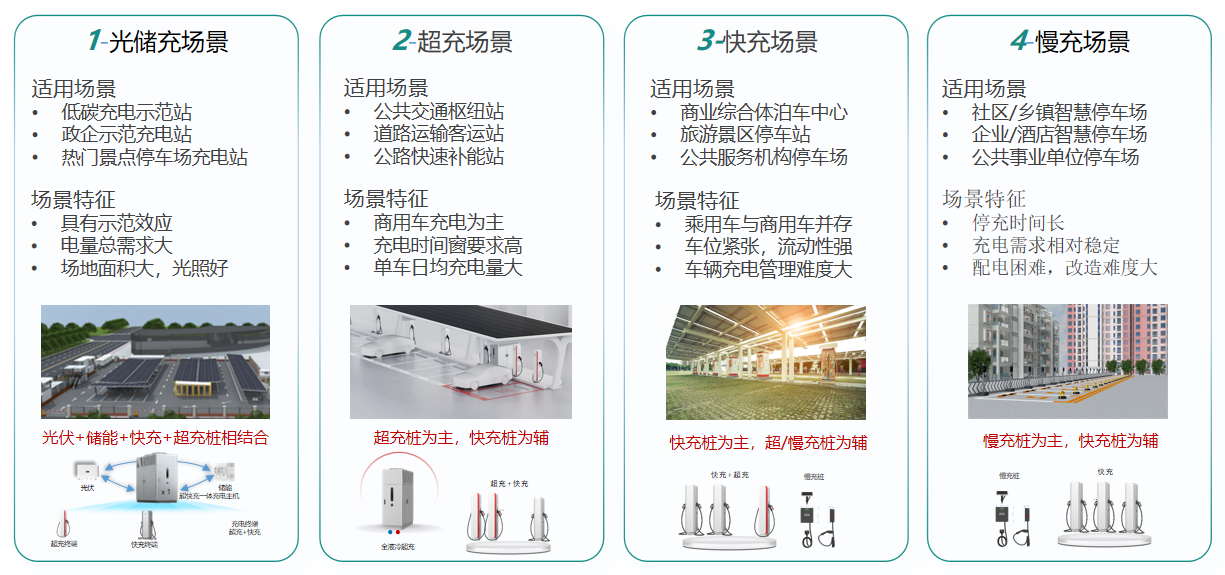 1-光储充场景
适用场景
• 低碳充电示范站
• 政企示范充电站
• 热门景点停车场充电站
场景特征
• 具有示范效应
• 电量总需求大
• 场地面积大，光照好
光伏+储能+快充+超充桩相结合
光伏
x 1
储能
超快充一体充电主机
超充终端
快充终端
充电终端
超充+快充
2-超充场景
适用场景
• 公共交通枢纽站
• 道路运输客运站
• 公路快速补能站
场景特征
• 商用车充电为主
• 充电时间窗要求高
• 单车日均充电量大
超充桩为主，快充桩为辅
全液冷超充
超充+快充
3-快充场景
适用场景
• 商业综合体泊车中心
• 旅游景区停车站
• 公共服务机构停车场
场景特征
• 乘用车与商用车并存
• 车位紧张，流动性强
• 车辆充电管理难度大
快充桩为主，超/慢充桩为辅
快充+超充
慢充桩
4-慢充场景
适用场景
• 社区/乡镇智慧停车场
• 企业/酒店智慧停车场
• 公共事业单位停车场
场景特征
• 停充时间长
• 充电需求相对稳定
• 配电困难，改造难度大
慢充桩为主，快充桩为辅
慢充桩
快充